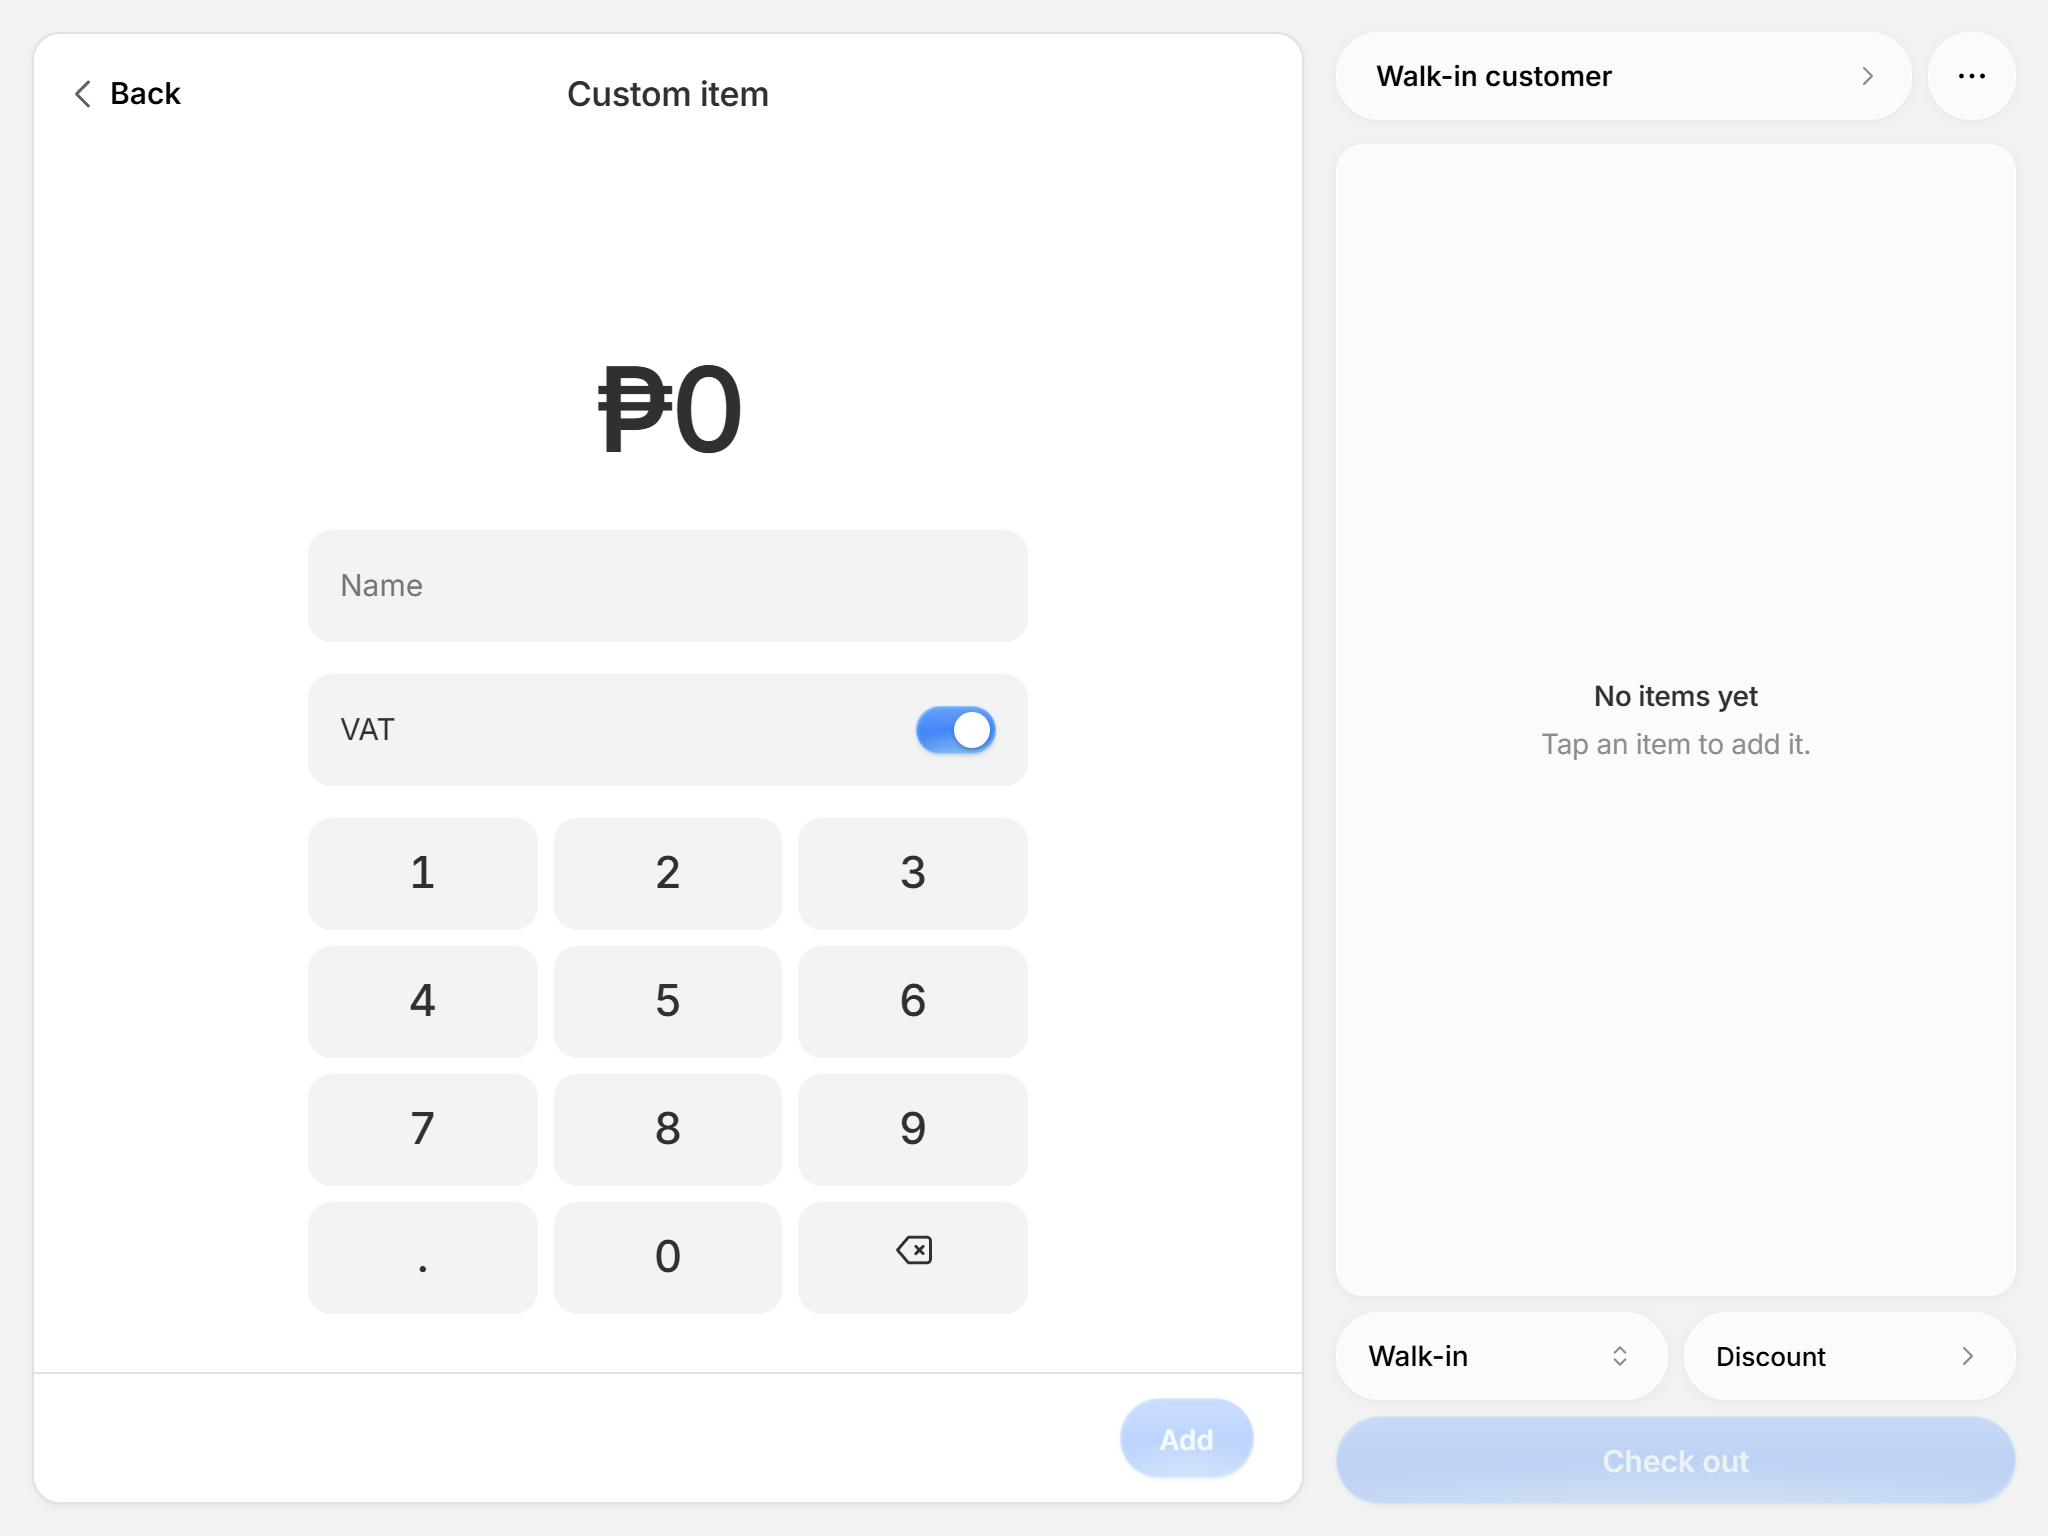 Back
Custom item
₱0
Name
VAT
1 2 3
4 5 6
7 8 9
. 0
Add
Walk-in customer
No items yet
Tap an item to add it.
Walk-in
Discount
Check out